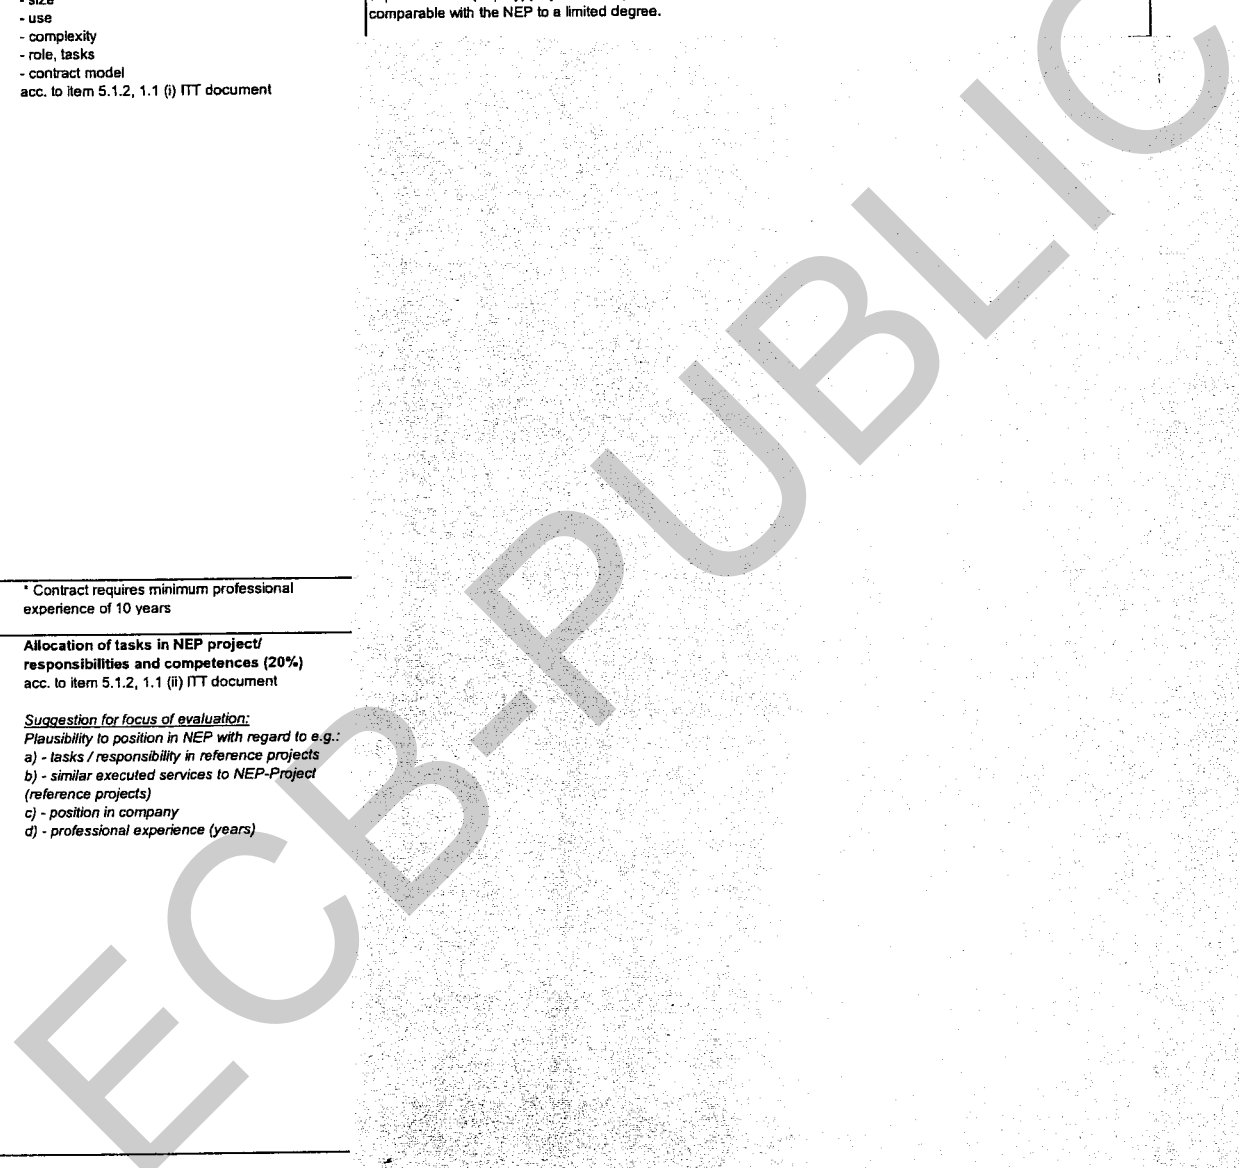 - size
- use
- complexity
- role, tasks
- contract model
acc. to item 5.1.2, 1.1 (i) ITT document
comparable with the NEP to a limited degree.
* Contract requires minimum professional
experience of 10 years
Allocation of tasks in NEP project/
responsibilities and competences (20%)
acc. to item 5.1.2, 1.1 (ii) ITT document
Suggestion for focus of evaluation:
Plausibility to position in NEP with regard to e.g.:
a) - tasks / responsibility in reference projects
b) - similar executed services to NEP-Project
(reference projects)
c) - position in company
d) - professional experience (years)
ECB-PUBLIC